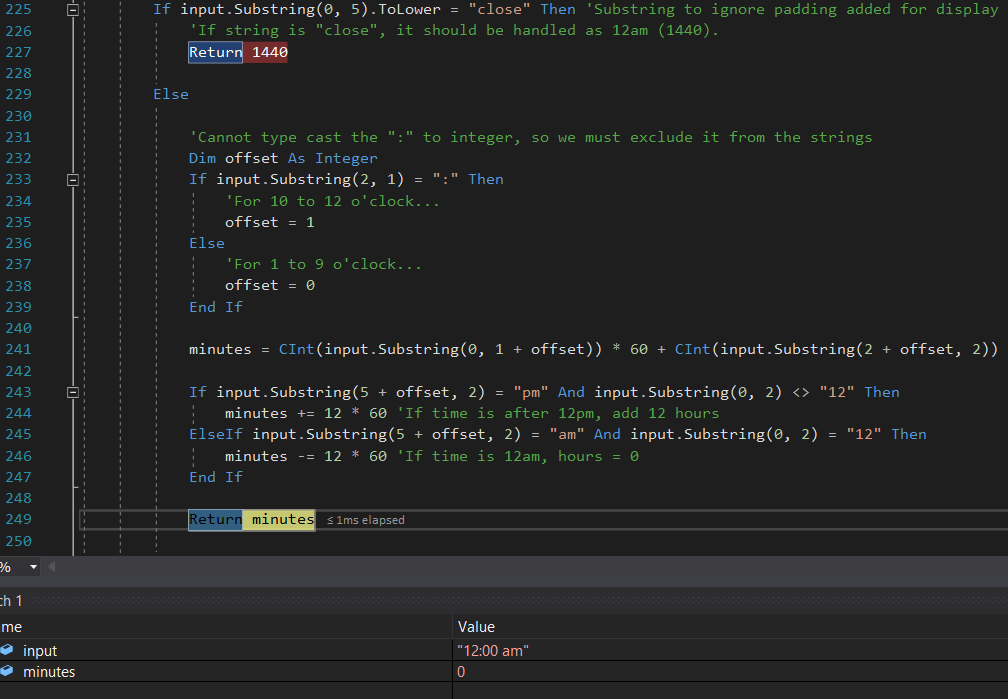 225 If input.Substring(0, 5).ToLower = "close" Then 'Substring to ignore padding added for display
226 'If string is "close", it should be handled as 12am (1440).
227 Return 1440
228
229 Else
230
231 'Cannot type cast the ":" to integer, so we must exclude it from the strings
232 Dim offset As Integer
233 If input.Substring(2, 1) = ":" Then
234 'For 10 to 12 o'clock...
235 offset = 1
236 Else
237 'For 1 to 9 o'clock...
238 offset = 0
239 End If
240
241 minutes = CInt(input.Substring(0, 1 + offset)) * 60 + CInt(input.Substring(2 + offset, 2))
242
243 If input.Substring(5 + offset, 2) = "pm" And input.Substring(0, 2) <> "12" Then
244 minutes += 12 * 60 'If time is after 12pm, add 12 hours
245 ElseIf input.Substring(5 + offset, 2) = "am" And input.Substring(0, 2) = "12" Then
246 minutes -= 12 * 60 'If time is 12am, hours = 0
247 End If
248
249 Return minutes ≤ 1ms elapsed
250
%
ch 1
me Value
input "12:00 am"
minutes 0